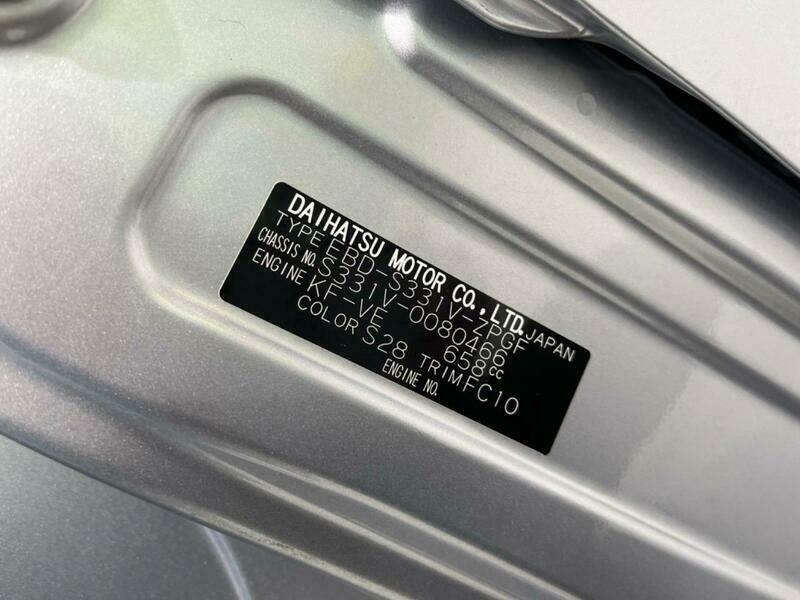 DAIHATSU MOTOR CO., LTD. JAPAN
TYPE EBD-S331V-ZPGF
CHASSIS NO. S331V-0080466
ENGINE KF-VE 658cc
COLOR S28 TRIM FC10
ENGINE NO.